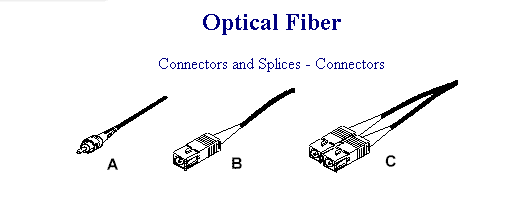 Optical Fiber
Connectors and Splices - Connectors
A B C